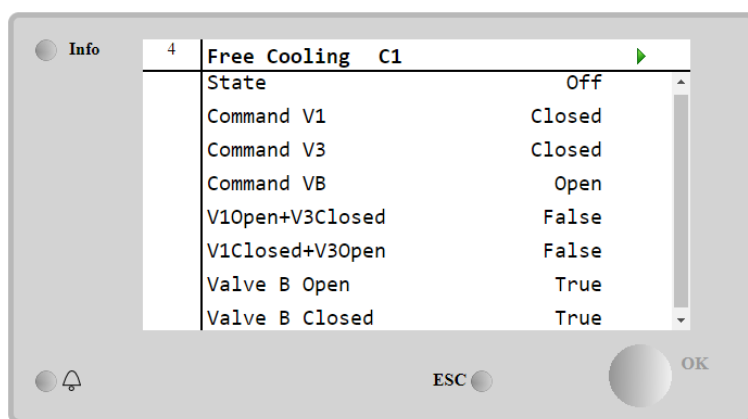 Info
4 Free Cooling C1
State Off
Command V1 Closed
Command V3 Closed
Command VB Open
V1Open+V3Closed False
V1Closed+V3Open False
Valve B Open True
Valve B Closed True
ESC OK